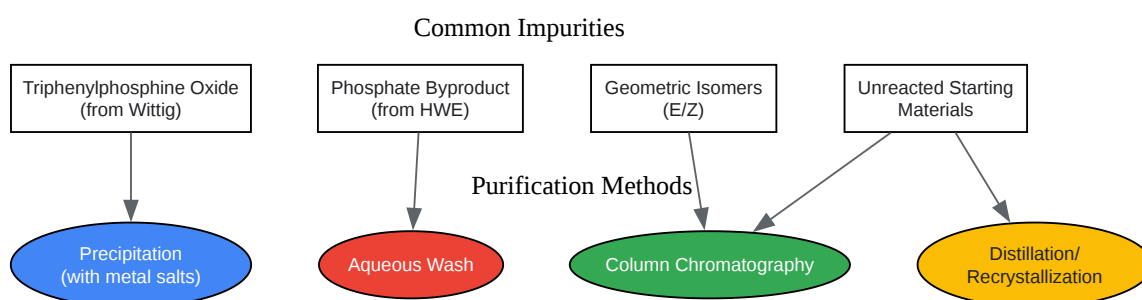 Common Impurities
Triphenylphosphine Oxide
(from Wittig)
Phosphate Byproduct
(from HWE)
Geometric Isomers
(E/Z)
Unreacted Starting
Materials
Purification Methods
Precipitation
(with metal salts)
Aqueous Wash
Column Chromatography
Distillation/
Recrystallization